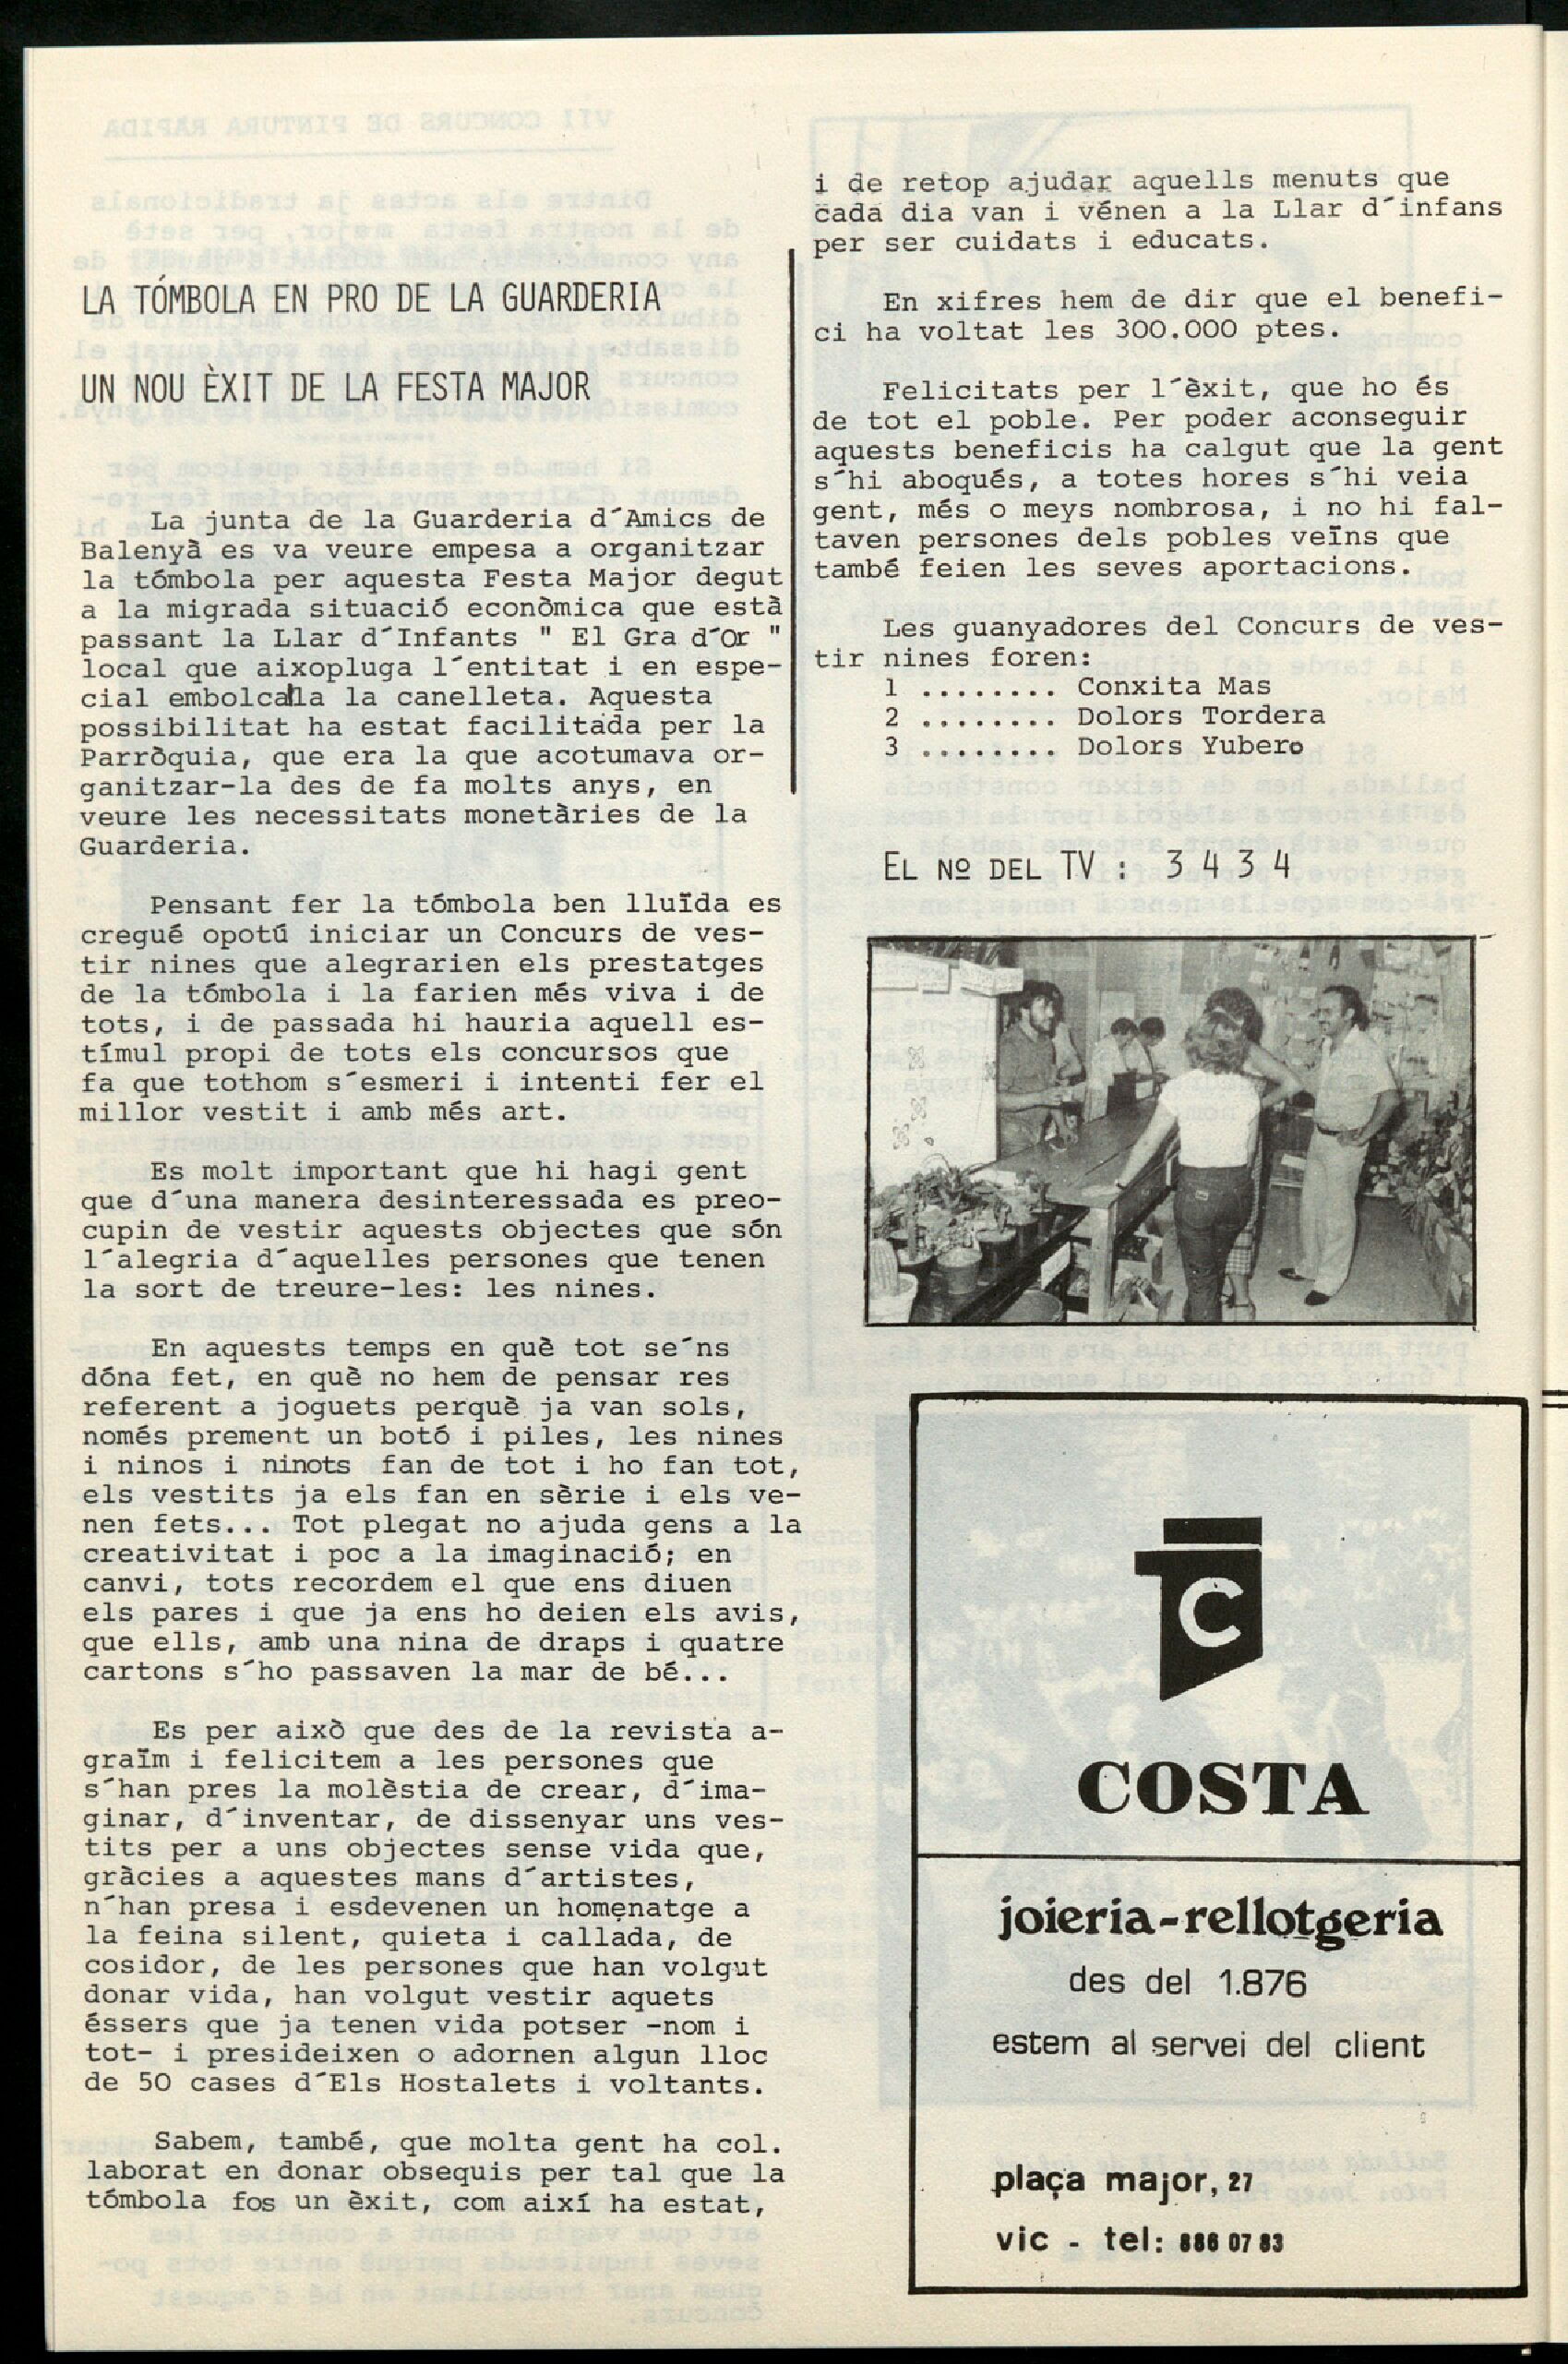 LA TÓMBOLA EN PRO DE LA GUARDERIA
UN NOU ÈXIT DE LA FESTA MAJOR
La junta de la Guarderia d´Amics de
Balenyà es va veure empesa a organitzar
la tómbola per aquesta Festa Major degut
a la migrada situació econòmica que està
passant la Llar d´Infants " El Gra d´Or "
local que aixopluga l´entitat i en espe-
cial embolcalla la canelleta. Aquesta
possibilitat ha estat facilitada per la
Parròquia, que era la que acotumava or-
ganitzar-la des de fa molts anys, en
veure les necessitats monetàries de la
Guarderia.
Pensant fer la tómbola ben lluïda es
cregué opotú iniciar un Concurs de ves-
tir nines que alegrarien els prestatges
de la tómbola i la farien més viva i de
tots, i de passada hi hauria aquell es-
tímul propi de tots els concursos que
fa que tothom s´esmeri i intenti fer el
millor vestit i amb més art.
Es molt important que hi hagi gent
que d´una manera desinteressada es preo-
cupin de vestir aquests objectes que són
l´alegria d´aquelles persones que tenen
la sort de treure-les: les nines.
En aquests temps en què tot se´ns
dóna fet, en què no hem de pensar res
referent a joguets perquè ja van sols,
només prement un botó i piles, les nines
i ninos i ninots fan de tot i ho fan tot,
els vestits ja els fan en sèrie i els ve-
nen fets... Tot plegat no ajuda gens a la
creativitat i poc a la imaginació; en
canvi, tots recordem el que ens diuen
els pares i que ja ens ho deien els avis,
que ells, amb una nina de draps i quatre
cartons s´ho passaven la mar de bé...
Es per això que des de la revista a-
graïm i felicitem a les persones que
s´han pres la molèstia de crear, d´ima-
ginar, d´inventar, de dissenyar uns ves-
tits per a uns objectes sense vida que,
gràcies a aquestes mans d´artistes,
n´han presa i esdevenen un homenatge a
la feina silent, quieta i callada, de
cosidor, de les persones que han volgut
donar vida, han volgut vestir aquets
éssers que ja tenen vida potser -nom i
tot- i presideixen o adornen algun lloc
de 50 cases d´Els Hostalets i voltants.
Sabem, també, que molta gent ha col.
laborat en donar obsequis per tal que la
tómbola fos un èxit, com així ha estat,
i de retop ajudar aquells menuts que
cada dia van i vénen a la Llar d´infans
per ser cuidats i educats.
En xifres hem de dir que el benefi-
ci ha voltat les 300.000 ptes.
Felicitats per l´èxit, que ho és
de tot el poble. Per poder aconseguir
aquests beneficis ha calgut que la gent
s´hi aboqués, a totes hores s´hi veia
gent, més o meys nombrosa, i no hi fal-
taven persones dels pobles veïns que
també feien les seves aportacions.
Les guanyadores del Concurs de ves-
tir nines foren:
1 ........ Conxita Mas
2 ........ Dolors Tordera
3 ........ Dolors Yubero
EL Nº DEL TV : 3434
C
COSTA
joieria-rellotgeria
des del 1.876
estem al servei del client
plaça major, 27
vic - tel: 886 07 83